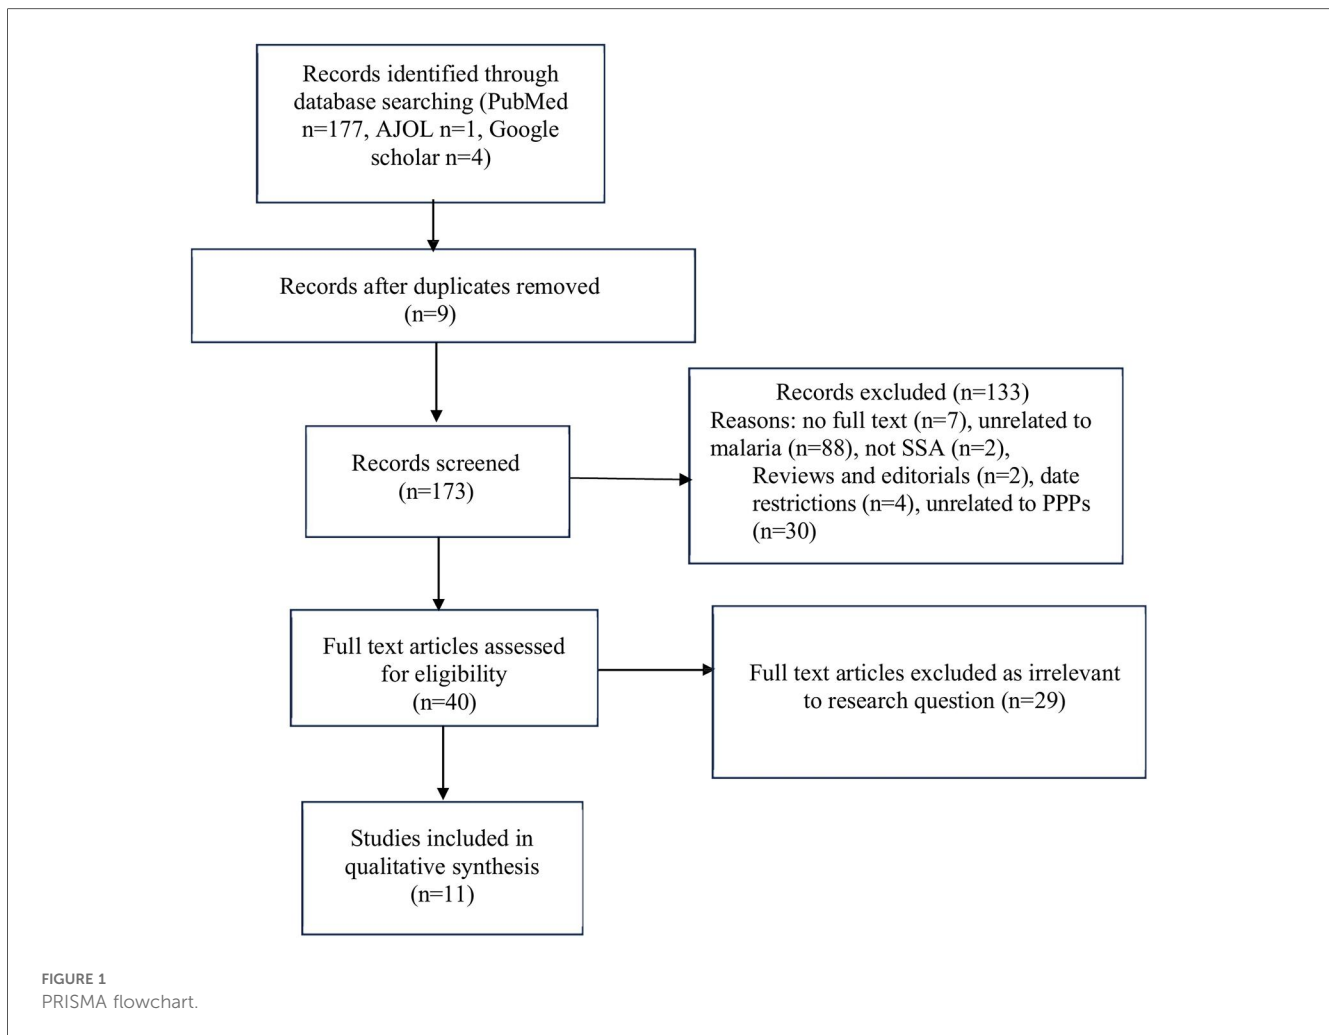 Records identified through
database searching (PubMed
n=177, AJOL n=1, Google
scholar n=4)
Records after duplicates removed
(n=9)
Records screened
(n=173)
Records excluded (n=133)
Reasons: no full text (n=7), unrelated to
malaria (n=88), not SSA (n=2),
Reviews and editorials (n=2), date
restrictions (n=4), unrelated to PPPs
(n=30)
Full text articles assessed
for eligibility
(n=40)
Full text articles excluded as irrelevant
to research question (n=29)
Studies included in
qualitative synthesis
(n=11)
FIGURE 1
PRISMA flowchart.